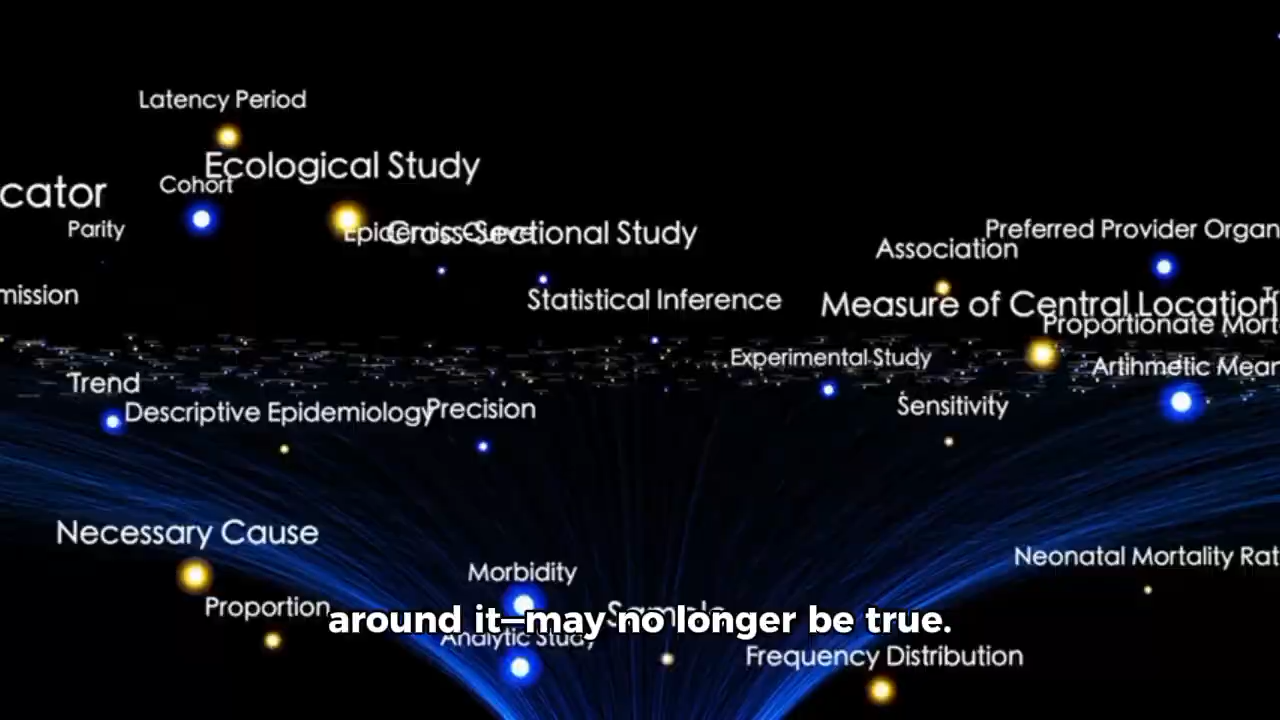 Latency Period
Ecological Study
cator
Cohort
Parity
Cross-Sectional Study
Preferred Provider Organ
Association
mission
Statistical Inference
Measure of Central Location
Proportionate Mort
Experimental Study
Artihmetic Mean
Trend
Descriptive Epidemiology
Precision
Sensitivity
Necessary Cause
Neonatal Mortality Rat
Morbidity
Proportion
Sample
around it—may no longer be true.
Analytic Study
Frequency Distribution